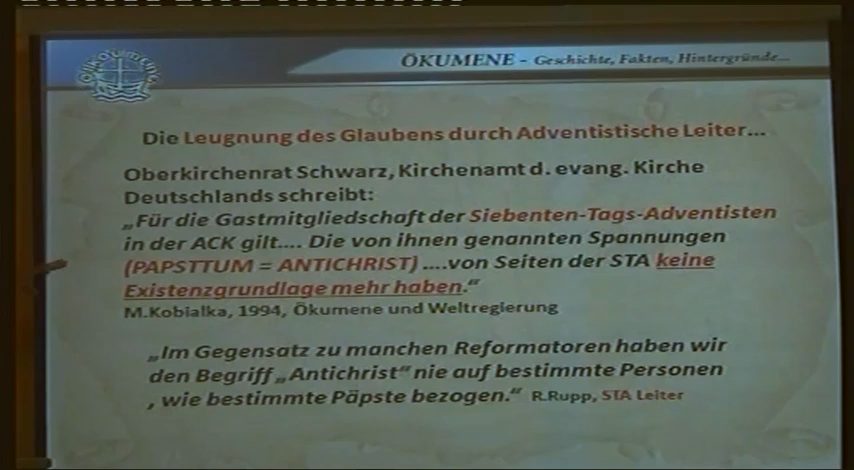 ÖKUMENE - Geschichte, Fakten, Hintergründe...
Die Leugnung des Glaubens durch Adventistische Leiter...
Oberkirchenrat Schwarz, Kirchenamt d. evang. Kirche
Deutschlands schreibt:
„Für die Gastmitgliedschaft der Siebenten-Tags-Adventisten
in der ACK gilt.... Die von ihnen genannten Spannungen
(PAPSTTUM = ANTICHRIST) ....von Seiten der STA keine
Existenzgrundlage mehr haben.“
M.Kobialka, 1994, Ökumene und Weltregierung
„Im Gegensatz zu manchen Reformatoren haben wir
den Begriff „Antichrist“ nie auf bestimmte Personen
, wie bestimmte Päpste bezogen.“ R.Rupp, STA Leiter